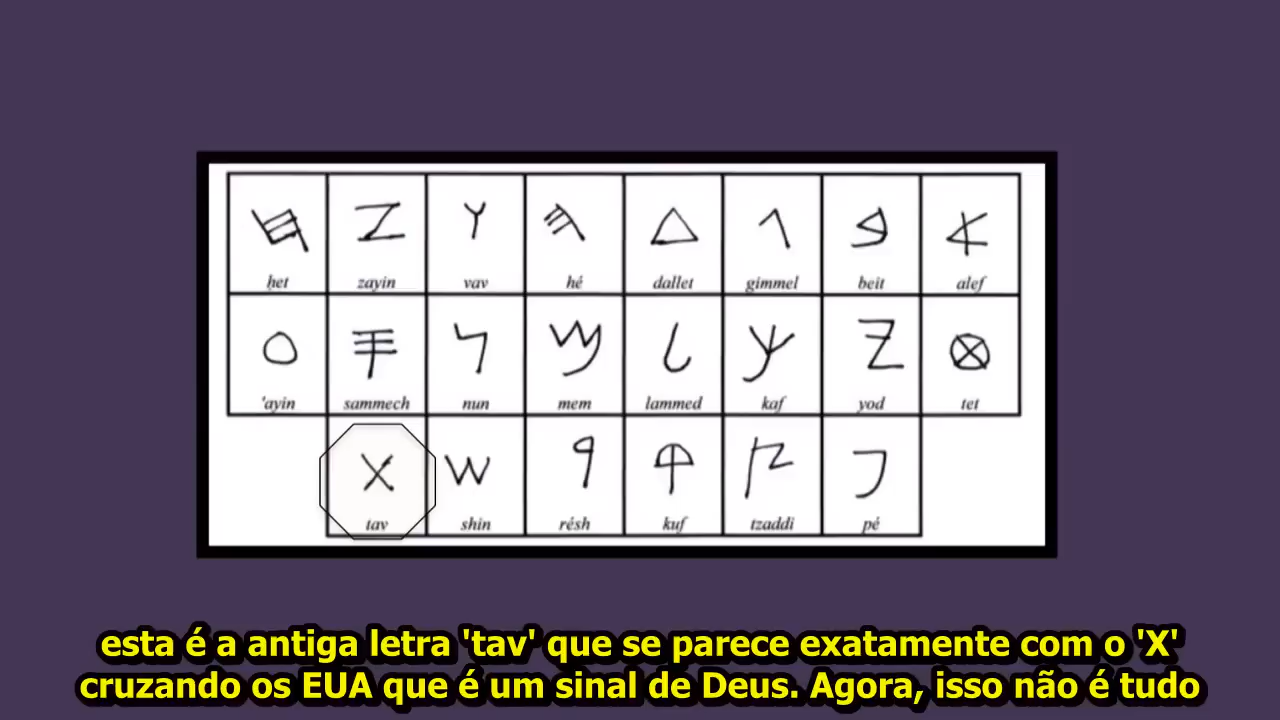 𐤀 𐤁 𐤂 𐤃 𐤄 𐤅 𐤆 𐤇
ḥet zayin vav hé dallet gimmel beit alef
𐤈 𐤉 𐤊 𐤋 𐤌 𐤍 𐤎 𐤏
'ayin sammech nun mem lammed kaf yod tet
𐤐 𐤑 𐤒 𐤓 𐤔 𐤕
tav shin résh kuf tzaddi pé
esta é a antiga letra 'tav' que se parece exatamente com o 'X'
cruzando os EUA que é um sinal de Deus. Agora, isso não é tudo